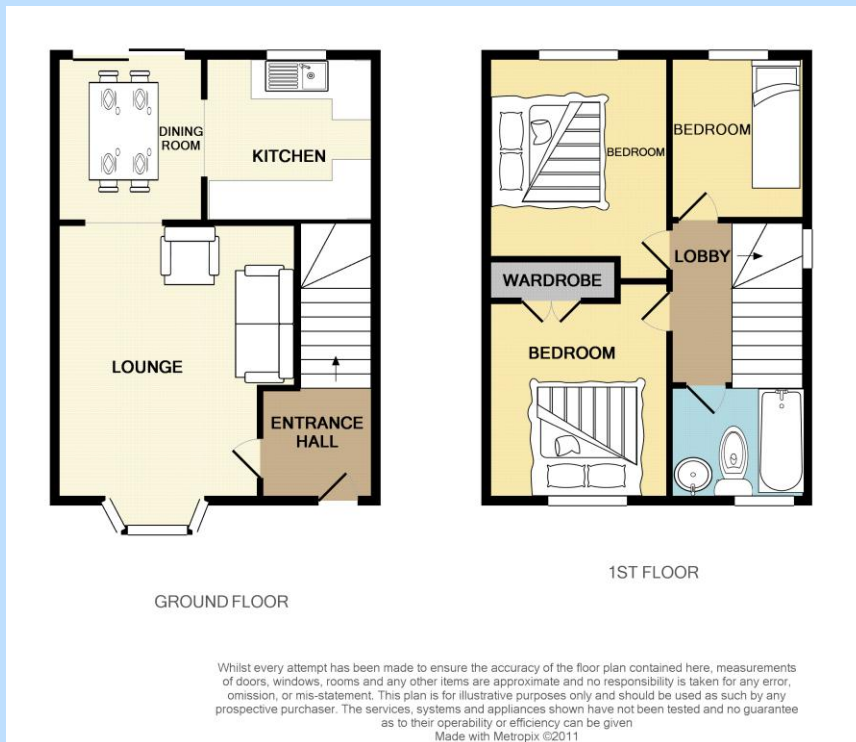 DINING
ROOM
KITCHEN
LOUNGE
ENTRANCE
HALL
GROUND FLOOR
BEDROOM
BEDROOM
LOBBY
WARDROBE
BEDROOM
1ST FLOOR
Whilst every attempt has been made to ensure the accuracy of the floor plan contained here, measurements
of doors, windows, rooms and any other items are approximate and no responsibility is taken for any error,
omission, or mis-statement. This plan is for illustrative purposes only and should be used as such by any
prospective purchaser. The services, systems and appliances shown have not been tested and no guarantee
as to their operability or efficiency can be given
Made with Metropix ©2011